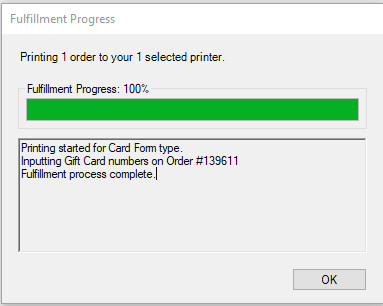 Fulfillment Progress
Printing 1 order to your 1 selected printer.
Fulfillment Progress: 100%
Printing started for Card Form type.
Inputting Gift Card numbers on Order #139611
Fulfillment process complete.
OK